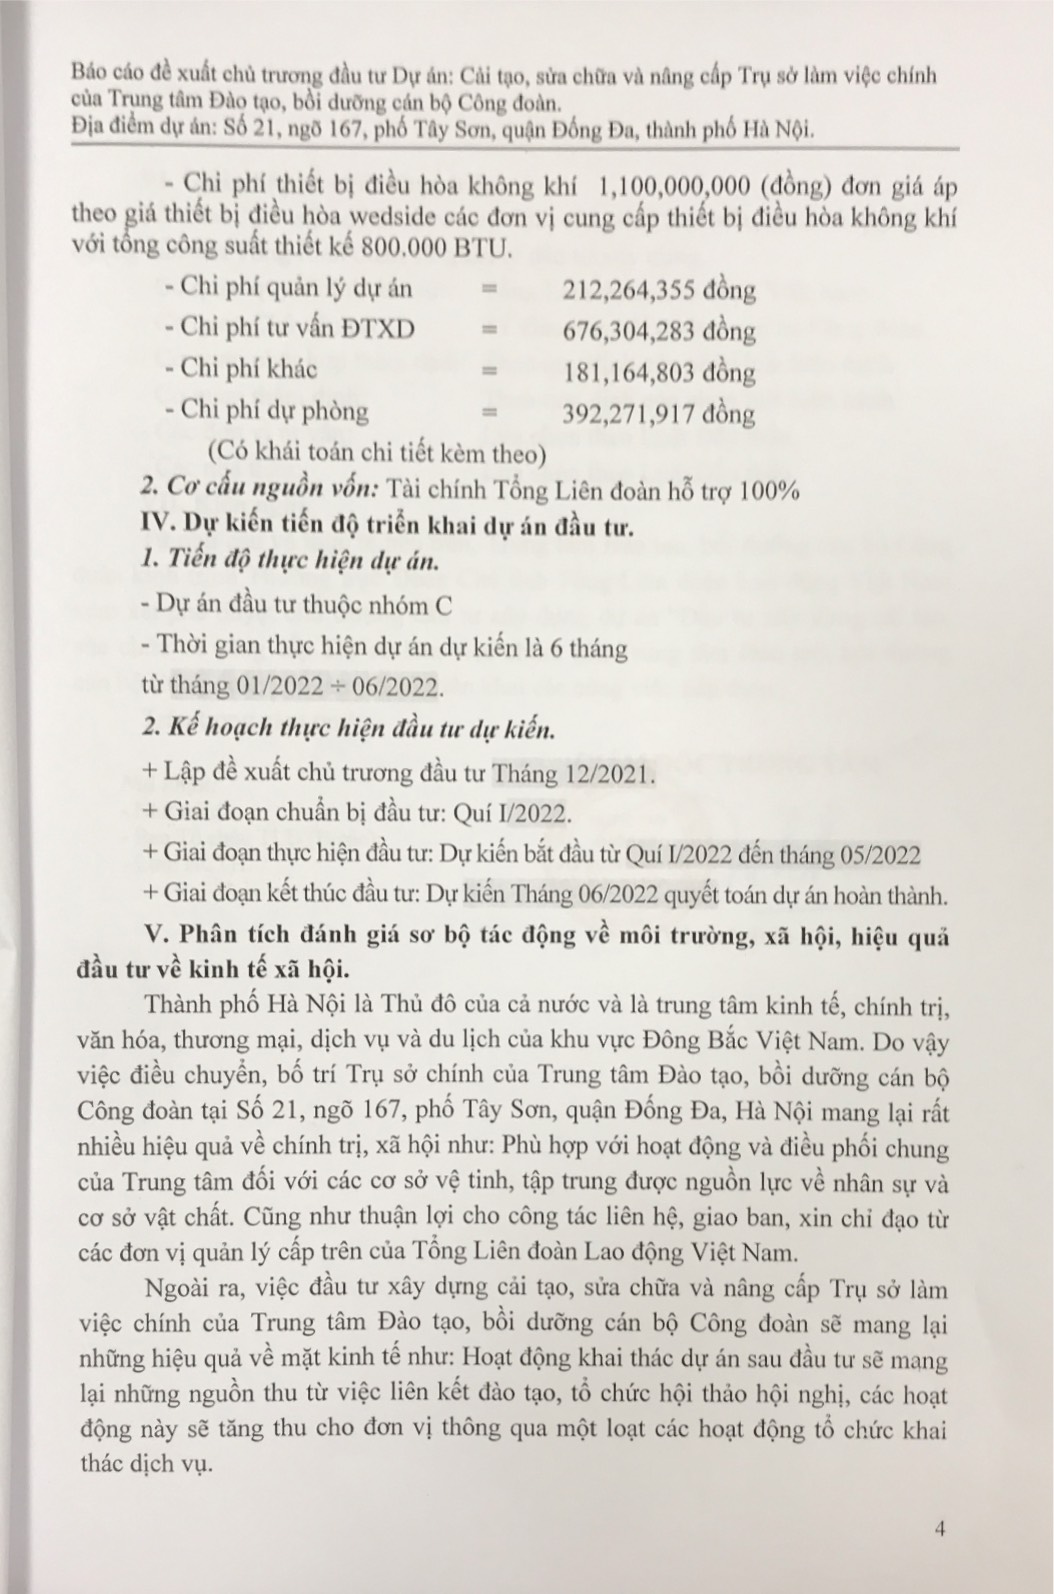 Báo cáo đề xuất chủ trương đầu tư Dự án: Cải tạo, sửa chữa và nâng cấp Trụ sở làm việc chính
của Trung tâm Đào tạo, bồi dưỡng cán bộ Công đoàn.
Địa điểm dự án: Số 21, ngõ 167, phố Tây Sơn, quận Đống Đa, thành phố Hà Nội.
- Chi phí thiết bị điều hòa không khí 1,100,000,000 (đồng) đơn giá áp
theo giá thiết bị điều hòa wedside các đơn vị cung cấp thiết bị điều hòa không khí
với tổng công suất thiết kế 800.000 BTU.
- Chi phí quản lý dự án = 212,264,355 đồng
- Chi phí tư vấn ĐTXD = 676,304,283 đồng
- Chi phí khác = 181,164,803 đồng
- Chi phí dự phòng = 392,271,917 đồng
(Có khái toán chi tiết kèm theo)
2. Cơ cấu nguồn vốn: Tài chính Tổng Liên đoàn hỗ trợ 100%
IV. Dự kiến tiến độ triển khai dự án đầu tư.
1. Tiến độ thực hiện dự án.
- Dự án đầu tư thuộc nhóm C
- Thời gian thực hiện dự án dự kiến là 6 tháng
từ tháng 01/2022 ÷ 06/2022.
2. Kế hoạch thực hiện đầu tư dự kiến.
+ Lập đề xuất chủ trương đầu tư Tháng 12/2021.
+ Giai đoạn chuẩn bị đầu tư: Quí I/2022.
+ Giai đoạn thực hiện đầu tư: Dự kiến bắt đầu từ Quí I/2022 đến tháng 05/2022
+ Giai đoạn kết thúc đầu tư: Dự kiến Tháng 06/2022 quyết toán dự án hoàn thành.
V. Phân tích đánh giá sơ bộ tác động về môi trường, xã hội, hiệu quả
đầu tư về kinh tế xã hội.
Thành phố Hà Nội là Thủ đô của cả nước và là trung tâm kinh tế, chính trị,
văn hóa, thương mại, dịch vụ và du lịch của khu vực Đông Bắc Việt Nam. Do vậy
việc điều chuyển, bố trí Trụ sở chính của Trung tâm Đào tạo, bồi dưỡng cán bộ
Công đoàn tại Số 21, ngõ 167, phố Tây Sơn, quận Đống Đa, Hà Nội mang lại rất
nhiều hiệu quả về chính trị, xã hội như: Phù hợp với hoạt động và điều phối chung
của Trung tâm đối với các cơ sở vệ tinh, tập trung được nguồn lực về nhân sự và
cơ sở vật chất. Cũng như thuận lợi cho công tác liên hệ, giao ban, xin chỉ đạo từ
các đơn vị quản lý cấp trên của Tổng Liên đoàn Lao động Việt Nam.
Ngoài ra, việc đầu tư xây dựng cải tạo, sửa chữa và nâng cấp Trụ sở làm
việc chính của Trung tâm Đào tạo, bồi dưỡng cán bộ Công đoàn sẽ mang lại
những hiệu quả về mặt kinh tế như: Hoạt động khai thác dự án sau đầu tư sẽ mang
lại những nguồn thu từ việc liên kết đào tạo, tổ chức hội thảo hội nghị, các hoạt
động này sẽ tăng thu cho đơn vị thông qua một loạt các hoạt động tổ chức khai
thác dịch vụ.
4